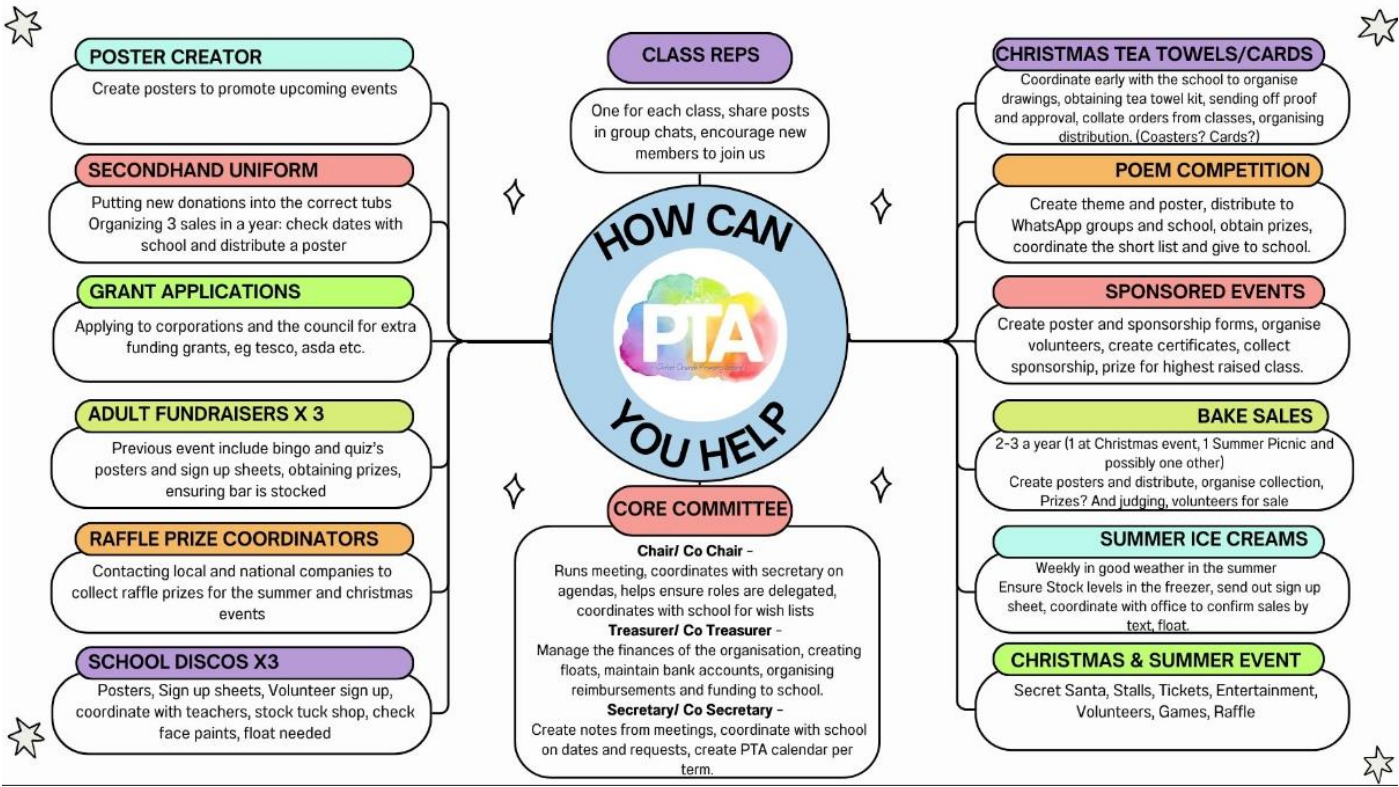 POSTER CREATOR
Create posters to promote upcoming events
SECONDHAND UNIFORM
Putting new donations into the correct tubs
Organizing 3 sales in a year: check dates with
school and distribute a poster
GRANT APPLICATIONS
Applying to corporations and the council for extra
funding grants, eg tesco, asda etc.
ADULT FUNDRAISERS X 3
Previous event include bingo and quiz's
posters and sign up sheets, obtaining prizes,
ensuring bar is stocked
RAFFLE PRIZE COORDINATORS
Contacting local and national companies to
collect raffle prizes for the summer and christmas
events
SCHOOL DISCOS X3
Posters, Sign up sheets, Volunteer sign up,
coordinate with teachers, stock tuck shop, check
face paints, float needed
CLASS REPS
One for each class, share posts
in group chats, encourage new
members to join us
HOW CAN
PTA
YOU HELP
CORE COMMITTEE
Chair/ Co Chair -
Runs meeting, coordinates with secretary on
agendas, helps ensure roles are delegated,
coordinates with school for wish lists
Treasurer/ Co Treasurer -
Manage the finances of the organisation, creating
floats, maintain bank accounts, organising
reimbursements and funding to school.
Secretary/ Co Secretary -
Create notes from meetings, coordinate with school
on dates and requests, create PTA calendar per
term.
CHRISTMAS TEA TOWELS/CARDS
Coordinate early with the school to organise
drawings, obtaining tea towel kit, sending off proof
and approval, collate orders from classes, organising
distribution. (Coasters? Cards?)
POEM COMPETITION
Create theme and poster, distribute to
WhatsApp groups and school, obtain prizes,
coordinate the short list and give to school.
SPONSORED EVENTS
Create poster and sponsorship forms, organise
volunteers, create certificates, collect
sponsorship, prize for highest raised class.
BAKE SALES
2-3 a year (1 at Christmas event, 1 Summer Picnic and
possibly one other)
Create posters and distribute, organise collection,
Prizes? And judging, volunteers for sale
SUMMER ICE CREAMS
Weekly in good weather in the summer
Ensure Stock levels in the freezer, send out sign up
sheet, coordinate with office to confirm sales by
text, float.
CHRISTMAS & SUMMER EVENT
Secret Santa, Stalls, Tickets, Entertainment,
Volunteers, Games, Raffle